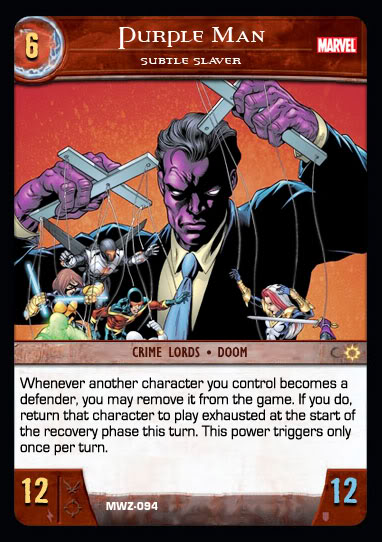 6
Purple Man
Subtle Slaver
MARVEL
CRIME LORDS • DOOM
Whenever another character you control becomes a
defender, you may remove it from the game. If you do,
return that character to play exhausted at the start of
the recovery phase this turn. This power triggers only
once per turn.
12
MWZ-094
12